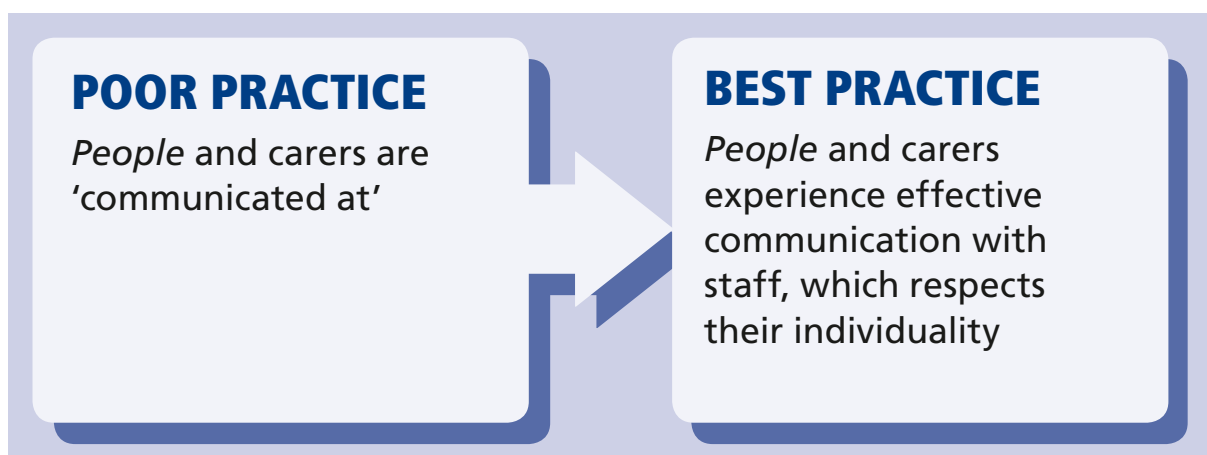 POOR PRACTICE
People and carers are
‘communicated at’
BEST PRACTICE
People and carers
experience effective
communication with
staff, which respects
their individuality